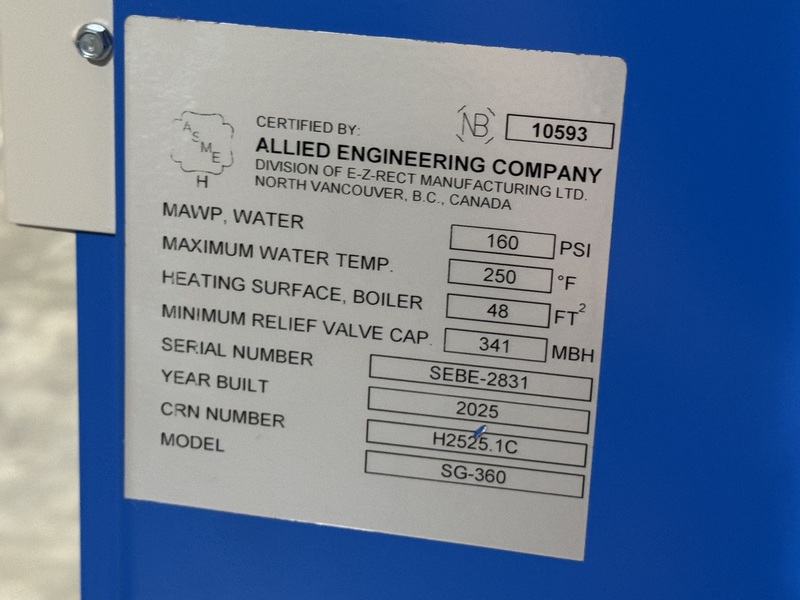 ASME
H
CERTIFIED BY:
NB 10593
ALLIED ENGINEERING COMPANY
DIVISION OF E-Z-RECT MANUFACTURING LTD.
NORTH VANCOUVER, B.C., CANADA
MAWP, WATER 160 PSI
MAXIMUM WATER TEMP. 250 °F
HEATING SURFACE, BOILER 48 FT²
MINIMUM RELIEF VALVE CAP. 341 MBH
SERIAL NUMBER SEBE-2831
YEAR BUILT 2025
CRN NUMBER H2525.1C
MODEL SG-360